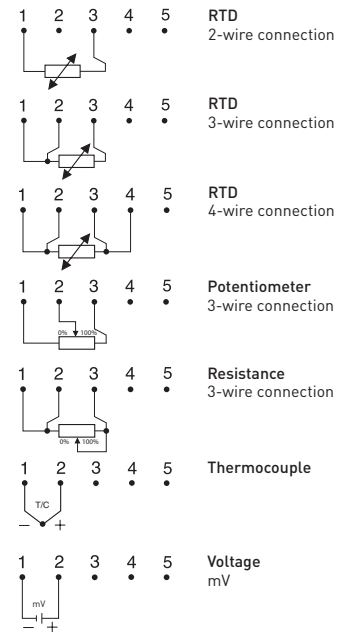 1 2 3 4 5 RTD
2-wire connection
1 2 3 4 5 RTD
3-wire connection
1 2 3 4 5 RTD
4-wire connection
1 2 3 4 5 Potentiometer
3-wire connection
0% 100%
1 2 3 4 5 Resistance
3-wire connection
0% 100%
1 2 3 4 5 Thermocouple
T/C
− +
1 2 3 4 5 Voltage
mV
mV
− +